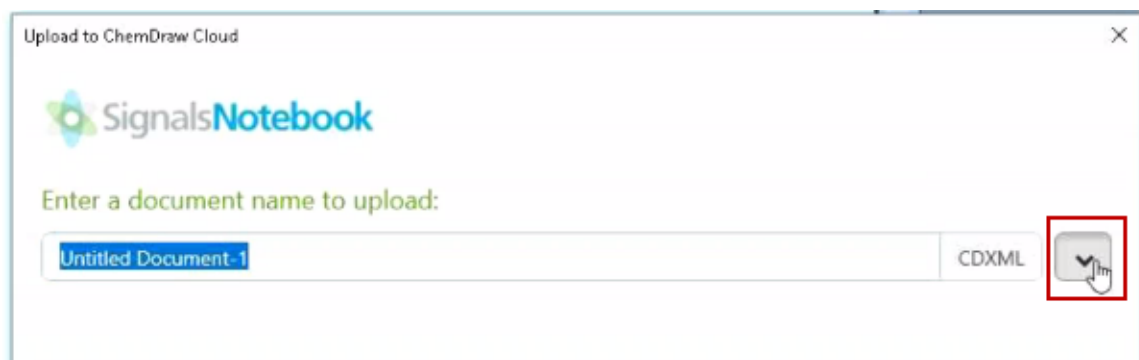 Upload to ChemDraw Cloud
SignalsNotebook
Enter a document name to upload:
Untitled Document-1 CDXML